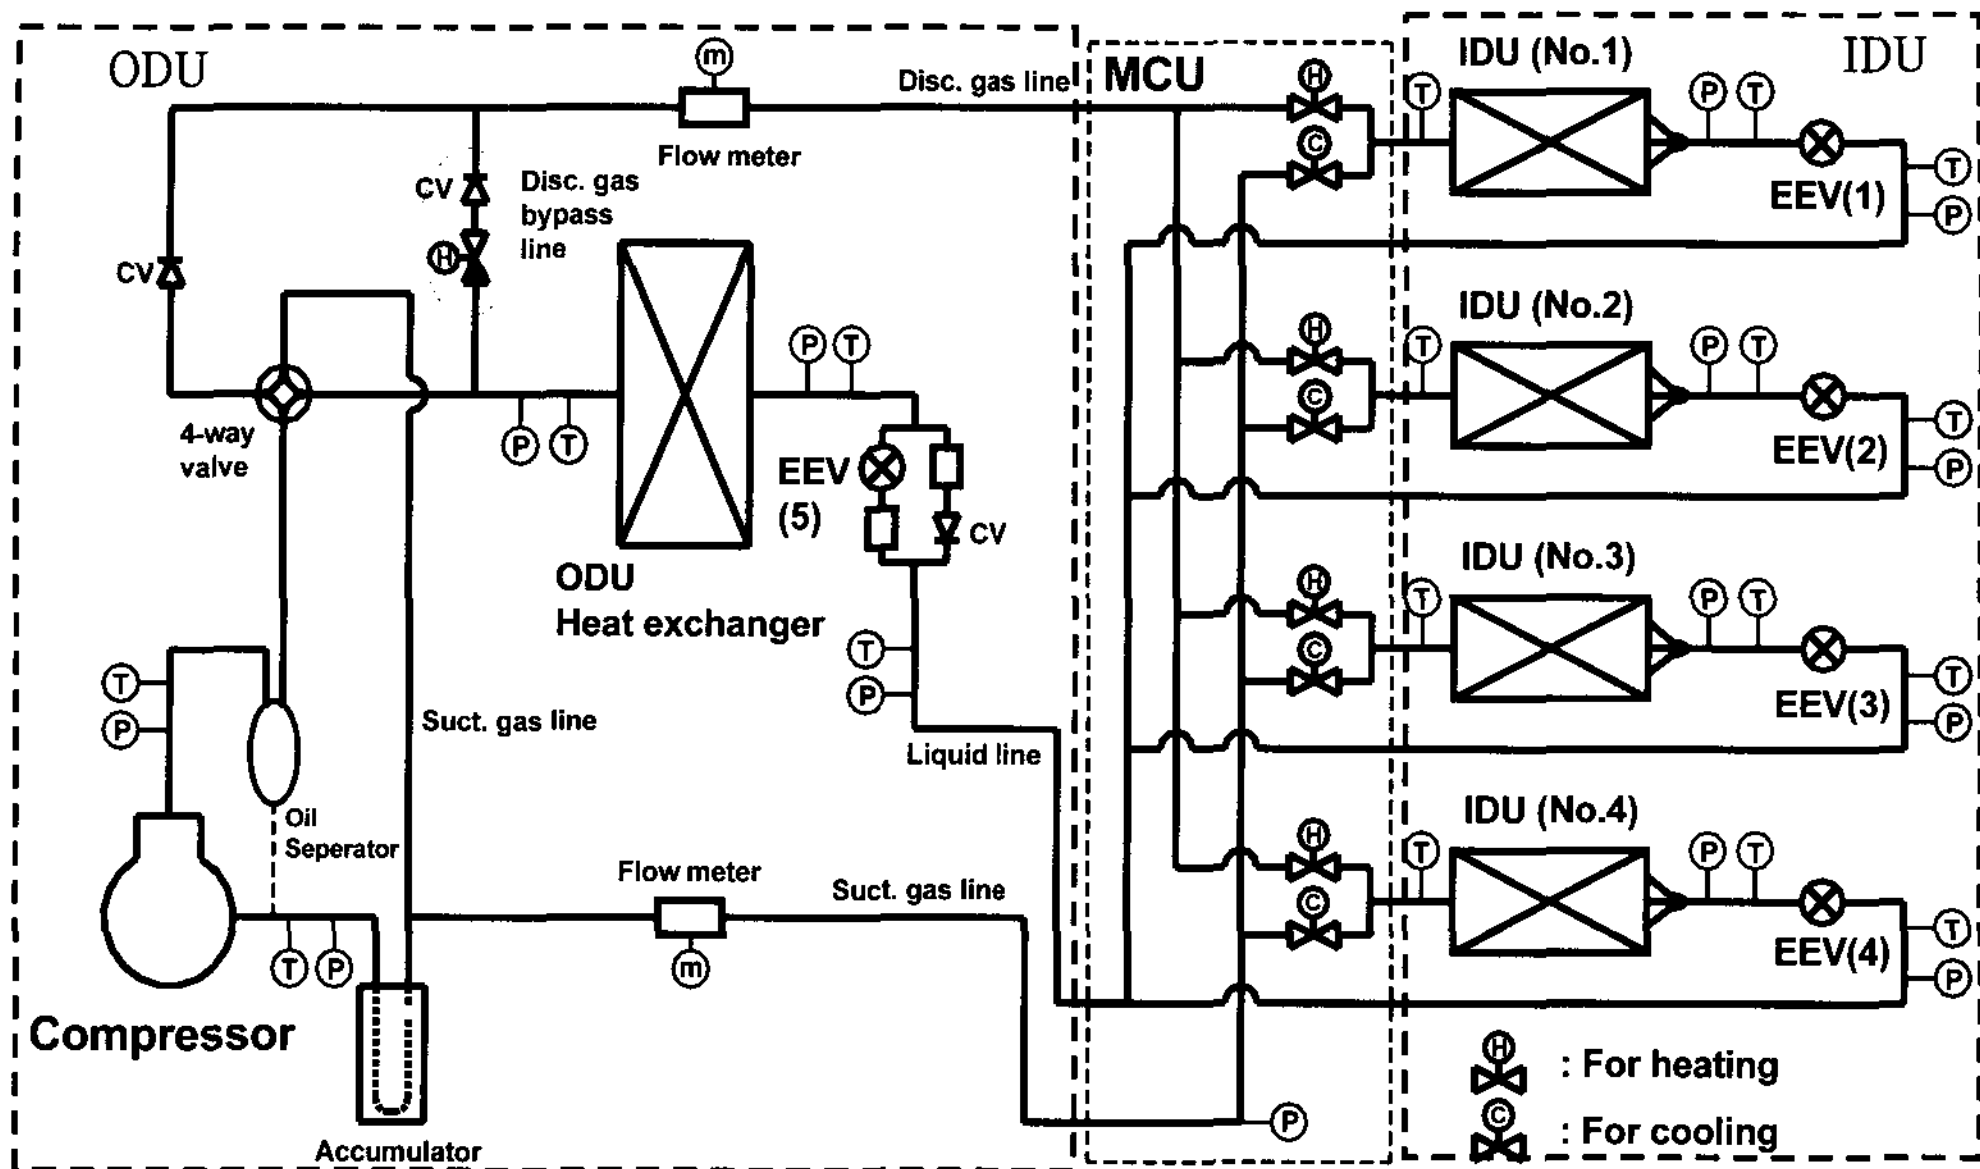 ODU
m
Disc. gas line
MCU
IDU (No.1)
IDU
H
T
P
T
Flow meter
C
CV
Disc. gas
bypass
line
EEV(1)
T
P
H
CV
IDU (No.2)
H
T
P
T
P
T
C
4-way
valve
P
T
EEV
(5)
CV
EEV(2)
T
P
ODU
Heat exchanger
IDU (No.3)
H
T
P
T
C
T
P
T
P
Suct. gas line
Liquid line
EEV(3)
T
P
Oil
Seperator
IDU (No.4)
H
T
P
T
Flow meter
Suct. gas line
C
m
T
P
EEV(4)
T
P
Compressor
Accumulator
P
H
: For heating
C
: For cooling